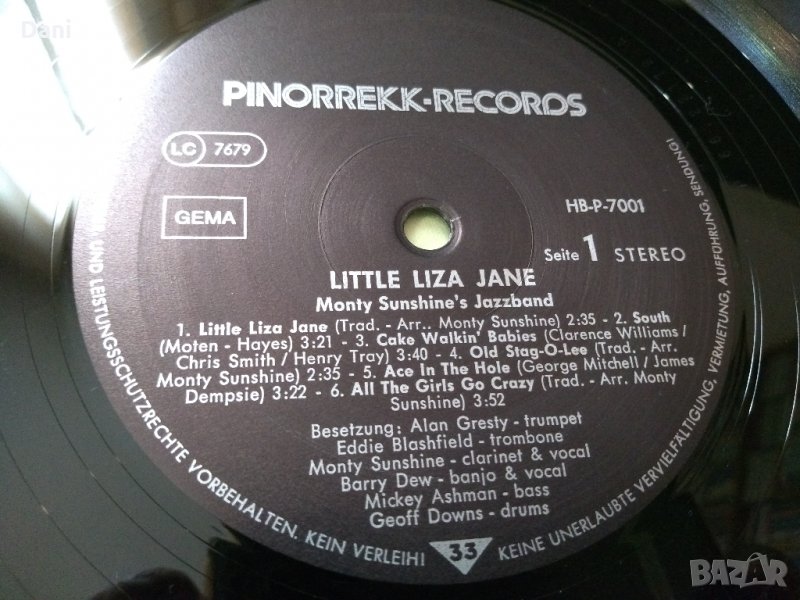 Dani
PINORREKK-RECORDS
LC 7679
GEMA
HB-P-7001
Seite 1 STEREO
LITTLE LIZA JANE
Monty Sunshine's Jazzband
1. Little Liza Jane (Trad. - Arr.. Monty Sunshine) 2:35 - 2. South
(Moten - Hayes) 3:21 - 3. Cake Walkin' Babies (Clarence Williams /
Chris Smith / Henry Tray) 3:40 - 4. Old Stag-O-Lee (Trad. - Arr.
Monty Sunshine) 2:35 - 5. Ace In The Hole (George Mitchell / James
Dempsie) 3:22 - 6. All The Girls Go Crazy (Trad. - Arr. Monty
Sunshine) 3:52
Besetzung: Alan Gresty - trumpet
Eddie Blashfield - trombone
Monty Sunshine - clarinet & vocal
Barry Dew - banjo & vocal
Mickey Ashman - bass
Geoff Downs - drums
... UND LEISTUNGSSCHUTZRECHTE VORBEHALTEN. KEIN VERLEIH! 33 KEINE UNERLAUBTE VERVIELFÄLTIGUNG, VERMIETUNG, AUFFÜHRUNG, SENDUNG!
BAZAR